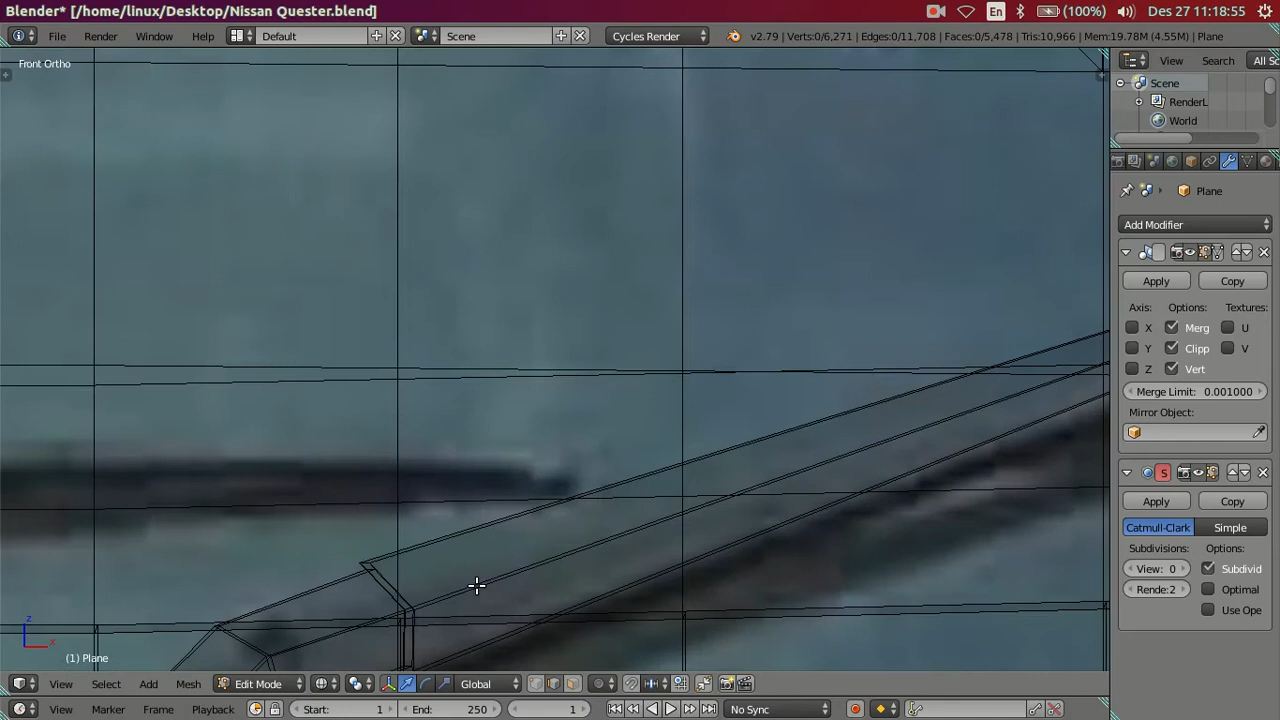 Blender* [/home/linux/Desktop/Nissan Quester.blend]
En (100%) Des 27 11:18:55
File Render Window Help Default Scene Cycles Render v2.79 | Verts:0/6,271 | Edges:0/11,708 | Faces:0/5,478 | Tris:10,966 | Mem:19.78M (4.55M) | Plane
Front Ortho
View Search All Sc
Scene
RenderL
World
Plane
Add Modifier
Apply Copy
Axis: Options: Textures:
X Merg U
Y Clipp V
Z Vert
Merge Limit: 0.001000
Mirror Object:
S
Apply Copy
Catmull-Clark Simple
Subdivisions: Options:
View: 0 Subdivid
Rende:2 Optimal
Use Ope
z
x
(1) Plane
View Select Add Mesh Edit Mode Global
View Marker Frame Playback Start: 1 End: 250 1 No Sync